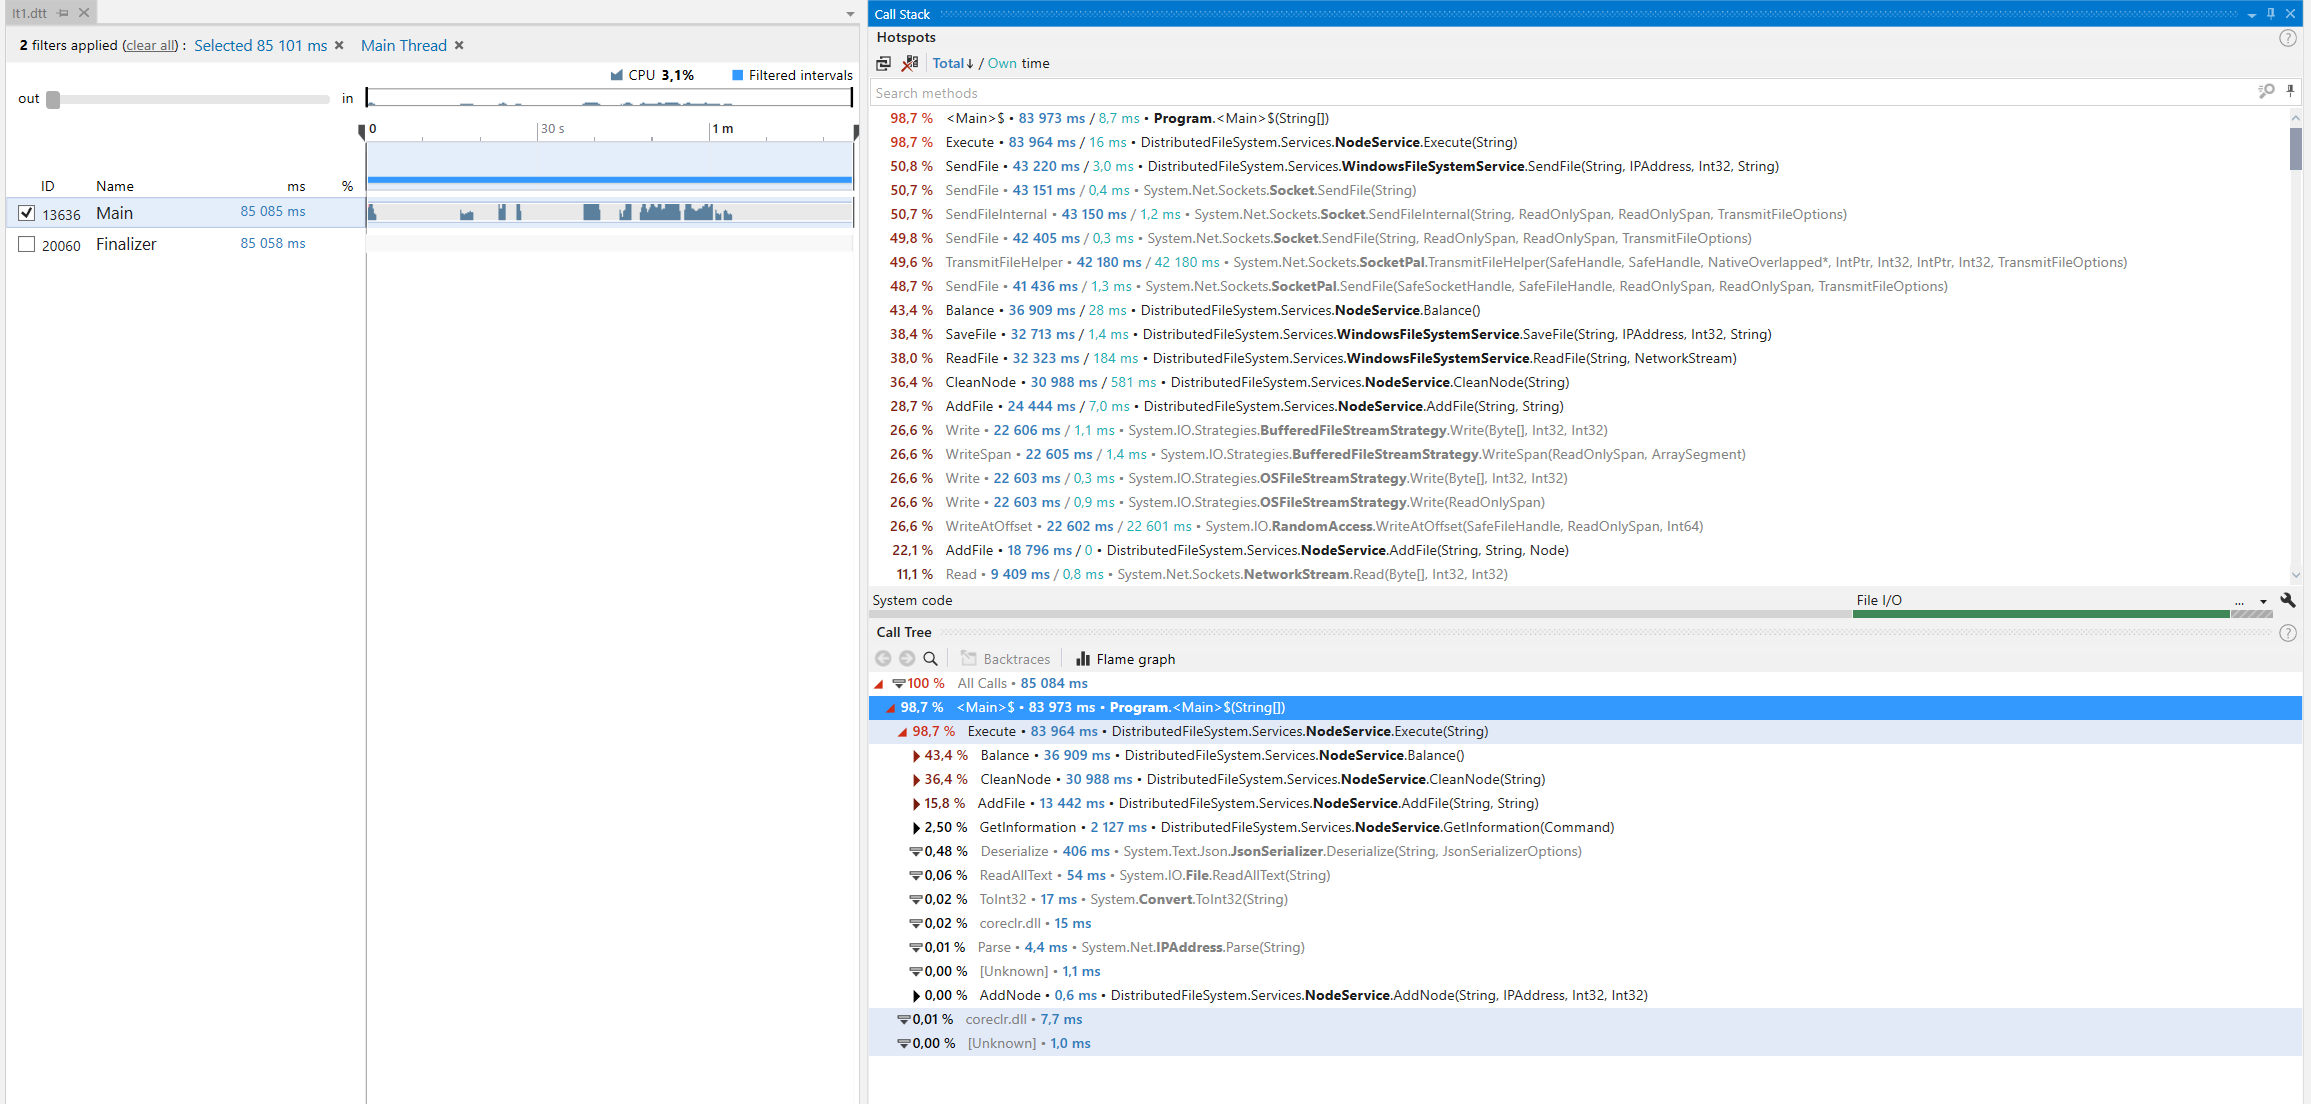 lt1.dtt
2 filters applied (clear all) : Selected 85 101 ms × Main Thread ×
CPU 3,1% Filtered intervals
out in
0 30 s 1 m
ID Name ms %
13636 Main 85 085 ms
20060 Finalizer 85 058 ms
Call Stack
Hotspots
Total↓ / Own time
Search methods
98,7 % <Main>$ • 83 973 ms / 8,7 ms • Program.<Main>$(String[])
98,7 % Execute • 83 964 ms / 16 ms • DistributedFileSystem.Services.NodeService.Execute(String)
50,8 % SendFile • 43 220 ms / 3,0 ms • DistributedFileSystem.Services.WindowsFileSystemService.SendFile(String, IPAddress, Int32, String)
50,7 % SendFile • 43 151 ms / 0,4 ms • System.Net.Sockets.Socket.SendFile(String)
50,7 % SendFileInternal • 43 150 ms / 1,2 ms • System.Net.Sockets.Socket.SendFileInternal(String, ReadOnlySpan, ReadOnlySpan, TransmitFileOptions)
49,8 % SendFile • 42 405 ms / 0,3 ms • System.Net.Sockets.Socket.SendFile(String, ReadOnlySpan, ReadOnlySpan, TransmitFileOptions)
49,6 % TransmitFileHelper • 42 180 ms / 42 180 ms • System.Net.Sockets.SocketPal.TransmitFileHelper(SafeHandle, SafeHandle, NativeOverlapped*, IntPtr, Int32, IntPtr, Int32, TransmitFileOptions)
48,7 % SendFile • 41 436 ms / 1,3 ms • System.Net.Sockets.SocketPal.SendFile(SafeSocketHandle, SafeFileHandle, ReadOnlySpan, ReadOnlySpan, TransmitFileOptions)
43,4 % Balance • 36 909 ms / 28 ms • DistributedFileSystem.Services.NodeService.Balance()
38,4 % SaveFile • 32 713 ms / 1,4 ms • DistributedFileSystem.Services.WindowsFileSystemService.SaveFile(String, IPAddress, Int32, String)
38,0 % ReadFile • 32 323 ms / 184 ms • DistributedFileSystem.Services.WindowsFileSystemService.ReadFile(String, NetworkStream)
36,4 % CleanNode • 30 988 ms / 581 ms • DistributedFileSystem.Services.NodeService.CleanNode(String)
28,7 % AddFile • 24 444 ms / 7,0 ms • DistributedFileSystem.Services.NodeService.AddFile(String, String)
26,6 % Write • 22 606 ms / 1,1 ms • System.IO.Strategies.BufferedFileStreamStrategy.Write(Byte[], Int32, Int32)
26,6 % WriteSpan • 22 605 ms / 1,4 ms • System.IO.Strategies.BufferedFileStreamStrategy.WriteSpan(ReadOnlySpan, ArraySegment)
26,6 % Write • 22 603 ms / 0,3 ms • System.IO.Strategies.OSFileStreamStrategy.Write(Byte[], Int32, Int32)
26,6 % Write • 22 603 ms / 0,9 ms • System.IO.Strategies.OSFileStreamStrategy.Write(ReadOnlySpan)
26,6 % WriteAtOffset • 22 602 ms / 22 601 ms • System.IO.RandomAccess.WriteAtOffset(SafeFileHandle, ReadOnlySpan, Int64)
22,1 % AddFile • 18 796 ms / 0 • DistributedFileSystem.Services.NodeService.AddFile(String, String, Node)
11,1 % Read • 9 409 ms / 0,8 ms • System.Net.Sockets.NetworkStream.Read(Byte[], Int32, Int32)
System code File I/O ...
Call Tree
Backtraces Flame graph
100 % All Calls • 85 084 ms
98,7 % <Main>$ • 83 973 ms • Program.<Main>$(String[])
98,7 % Execute • 83 964 ms • DistributedFileSystem.Services.NodeService.Execute(String)
43,4 % Balance • 36 909 ms • DistributedFileSystem.Services.NodeService.Balance()
36,4 % CleanNode • 30 988 ms • DistributedFileSystem.Services.NodeService.CleanNode(String)
15,8 % AddFile • 13 442 ms • DistributedFileSystem.Services.NodeService.AddFile(String, String)
2,50 % GetInformation • 2 127 ms • DistributedFileSystem.Services.NodeService.GetInformation(Command)
0,48 % Deserialize • 406 ms • System.Text.Json.JsonSerializer.Deserialize(String, JsonSerializerOptions)
0,06 % ReadAllText • 54 ms • System.IO.File.ReadAllText(String)
0,02 % ToInt32 • 17 ms • System.Convert.ToInt32(String)
0,02 % coreclr.dll • 15 ms
0,01 % Parse • 4,4 ms • System.Net.IPAddress.Parse(String)
0,00 % [Unknown] • 1,1 ms
0,00 % AddNode • 0,6 ms • DistributedFileSystem.Services.NodeService.AddNode(String, IPAddress, Int32, Int32)
0,01 % coreclr.dll • 7,7 ms
0,00 % [Unknown] • 1,0 ms